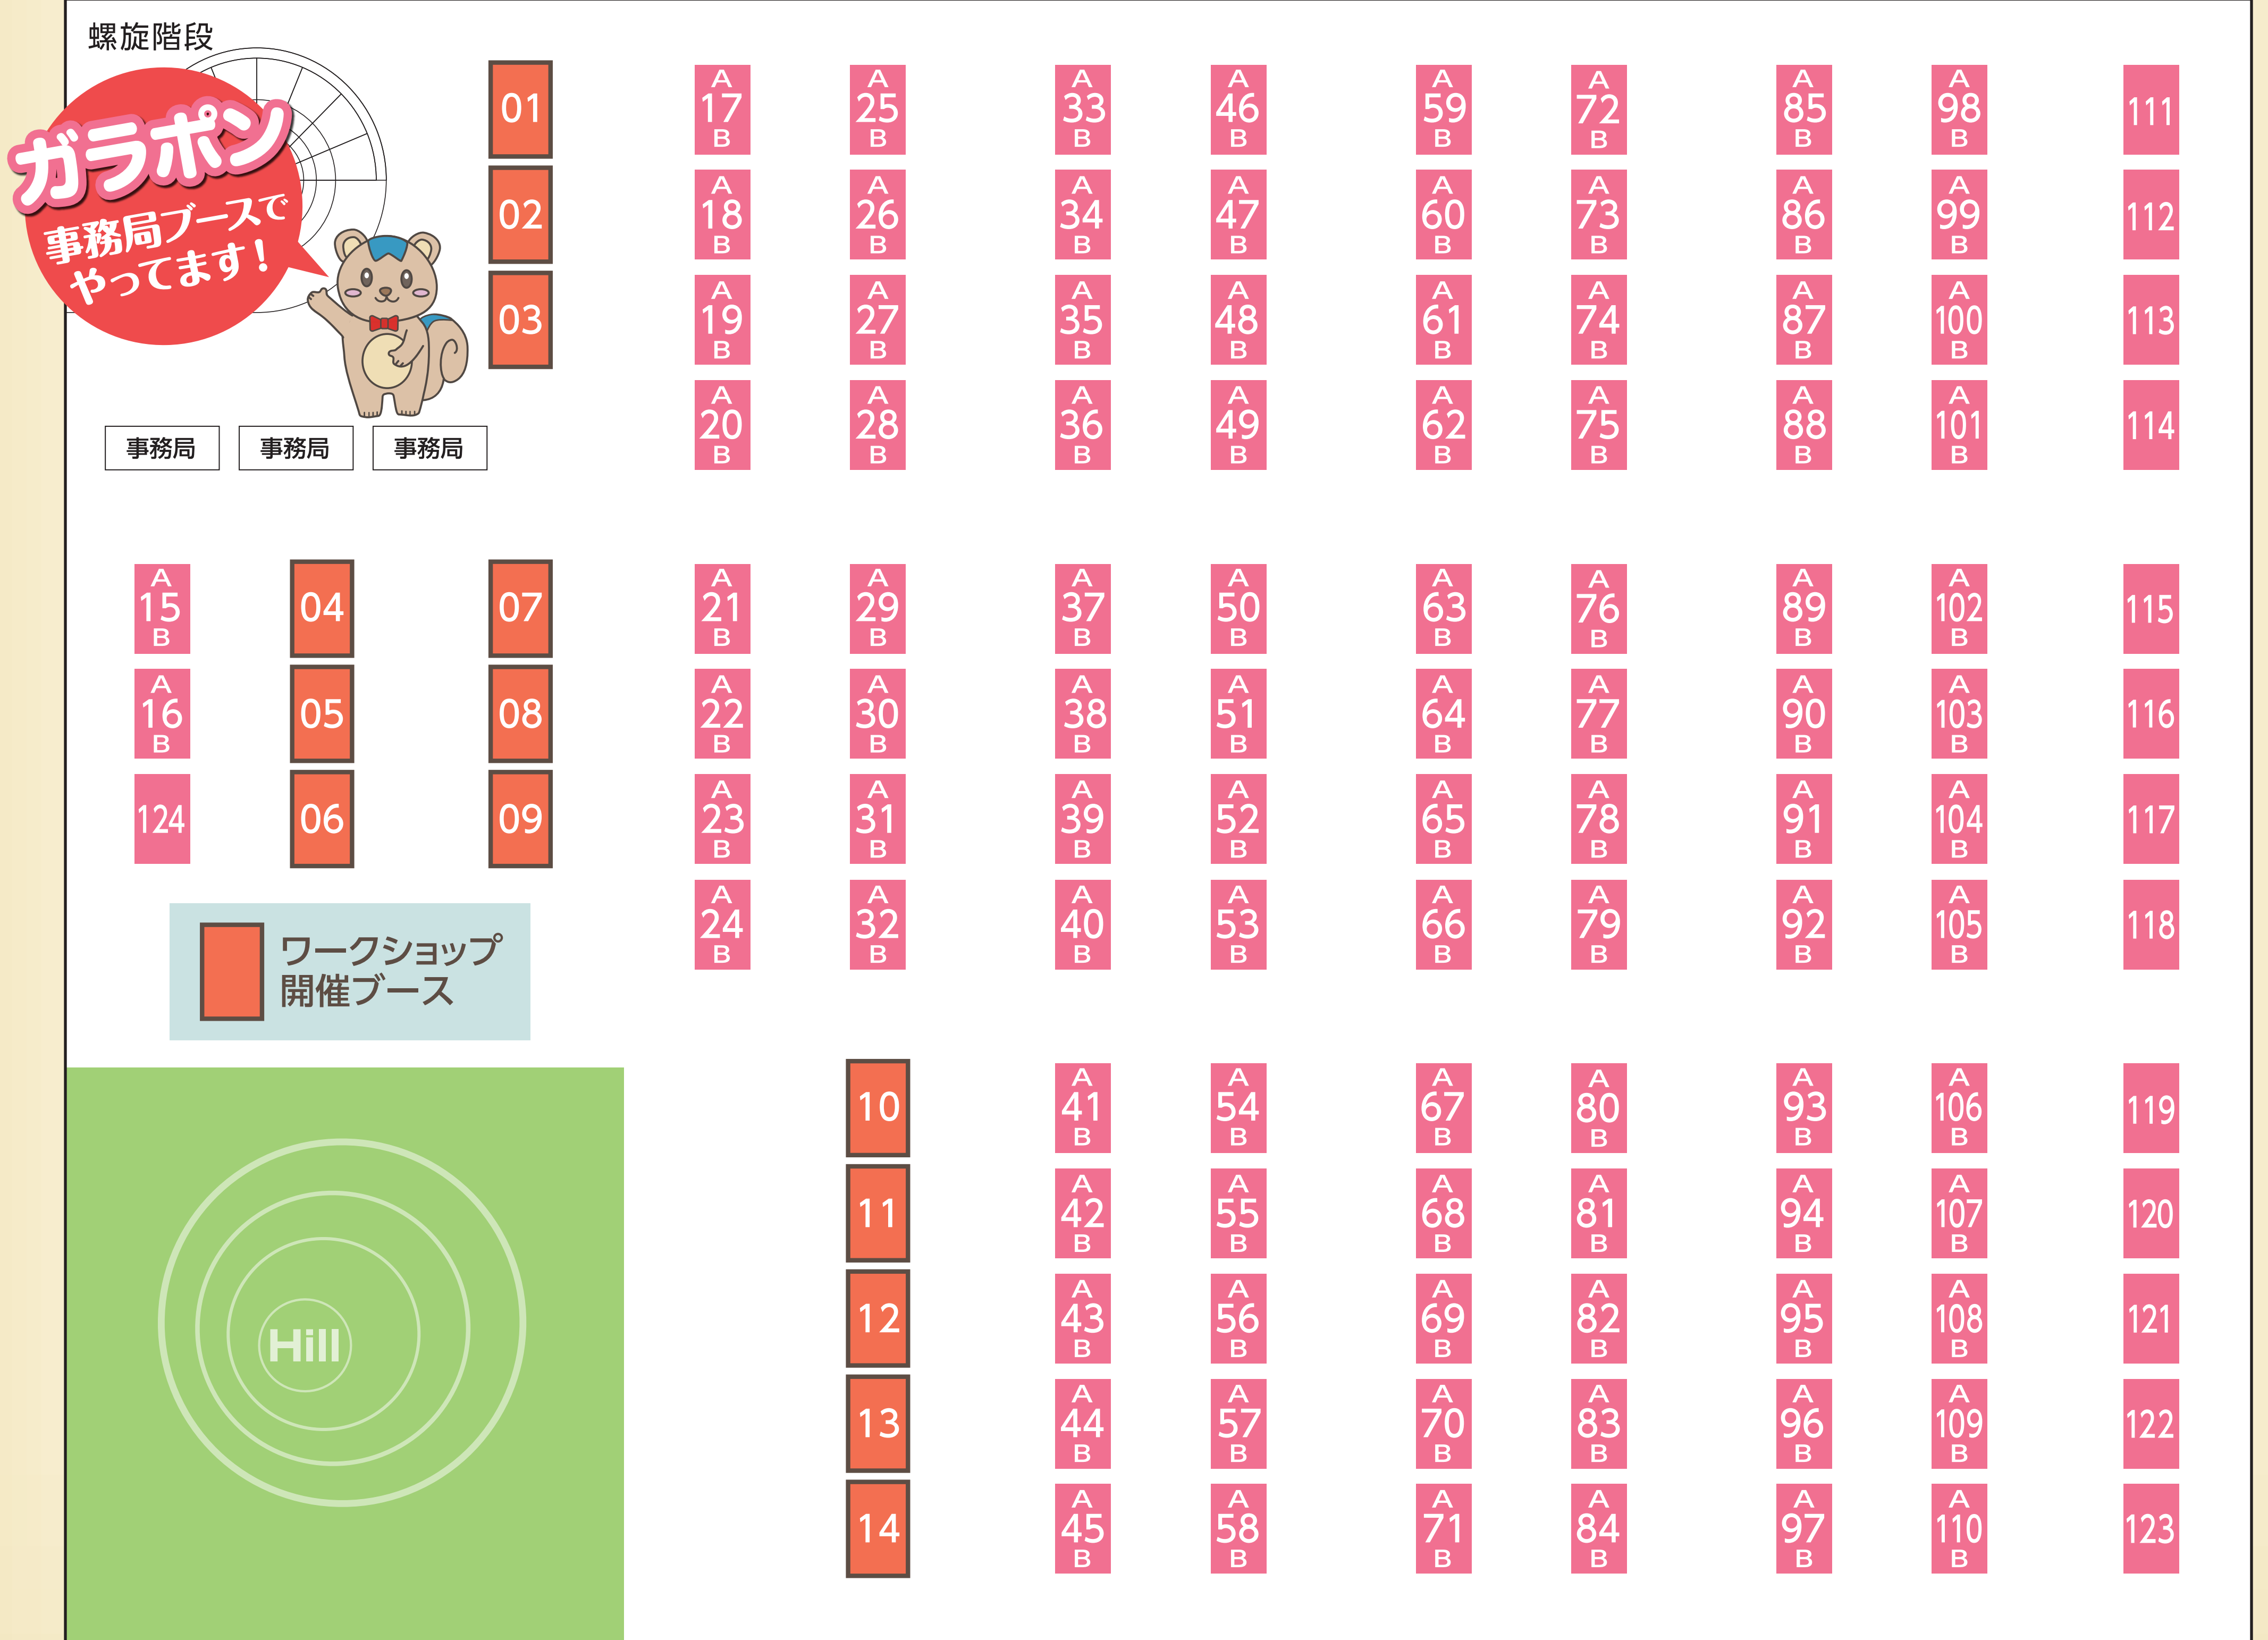 螺旋階段
ガラポン
事務局ブースで
やってます！
事務局 事務局 事務局
01
02
03
A 17 B
A 18 B
A 19 B
A 20 B
A 25 B
A 26 B
A 27 B
A 28 B
A 33 B
A 34 B
A 35 B
A 36 B
A 46 B
A 47 B
A 48 B
A 49 B
A 59 B
A 60 B
A 61 B
A 62 B
A 72 B
A 73 B
A 74 B
A 75 B
A 85 B
A 86 B
A 87 B
A 88 B
A 98 B
A 99 B
A 100 B
A 101 B
111
112
113
114
A 15 B
A 16 B
124
04
05
06
07
08
09
A 21 B
A 22 B
A 23 B
A 24 B
A 29 B
A 30 B
A 31 B
A 32 B
A 37 B
A 38 B
A 39 B
A 40 B
A 50 B
A 51 B
A 52 B
A 53 B
A 63 B
A 64 B
A 65 B
A 66 B
A 76 B
A 77 B
A 78 B
A 79 B
A 89 B
A 90 B
A 91 B
A 92 B
A 102 B
A 103 B
A 104 B
A 105 B
115
116
117
118
ワークショップ
開催ブース
Hill
10
11
12
13
14
A 41 B
A 42 B
A 43 B
A 44 B
A 45 B
A 54 B
A 55 B
A 56 B
A 57 B
A 58 B
A 67 B
A 68 B
A 69 B
A 70 B
A 71 B
A 80 B
A 81 B
A 82 B
A 83 B
A 84 B
A 93 B
A 94 B
A 95 B
A 96 B
A 97 B
A 106 B
A 107 B
A 108 B
A 109 B
A 110 B
119
120
121
122
123